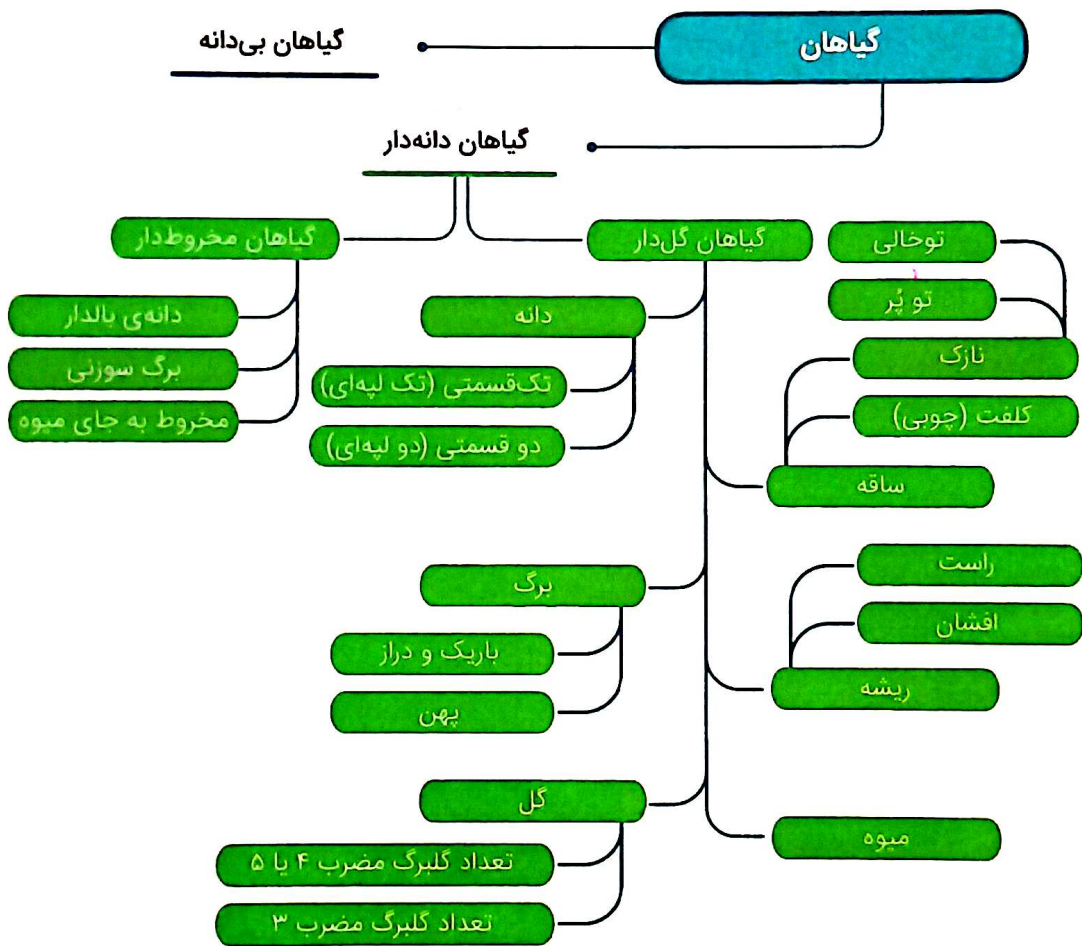 گیاهان
گیاهان بی‌دانه
گیاهان دانه‌دار
گیاهان گل‌دار
گیاهان مخروط‌دار
دانه‌ی بالدار
برگ سوزنی
مخروط به جای میوه
دانه
تک‌قسمتی (تک لپه‌ای)
دو قسمتی (دو لپه‌ای)
توخالی
تو پُر
نازک
کلفت (چوبی)
ساقه
برگ
باریک و دراز
پهن
راست
افشان
ریشه
گل
تعداد گلبرگ مضرب ۴ یا ۵
تعداد گلبرگ مضرب ۳
میوه